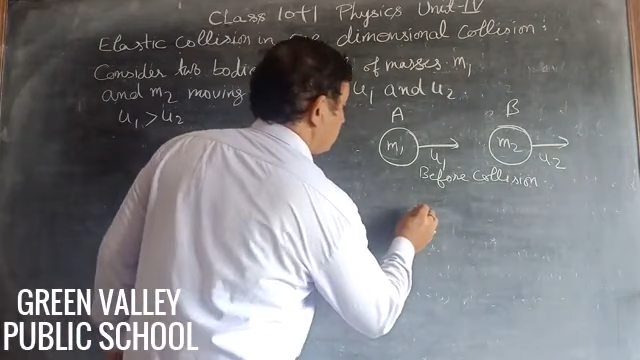 Class 10+1 Physics Unit-IV
Elastic collision in dimensional Collision:
Consider two of masses m1
and m2 moving u1 and u2.
u1 > u2
A B
m1 m2
u1 u2
Before Collision.
GREEN VALLEY
PUBLIC SCHOOL